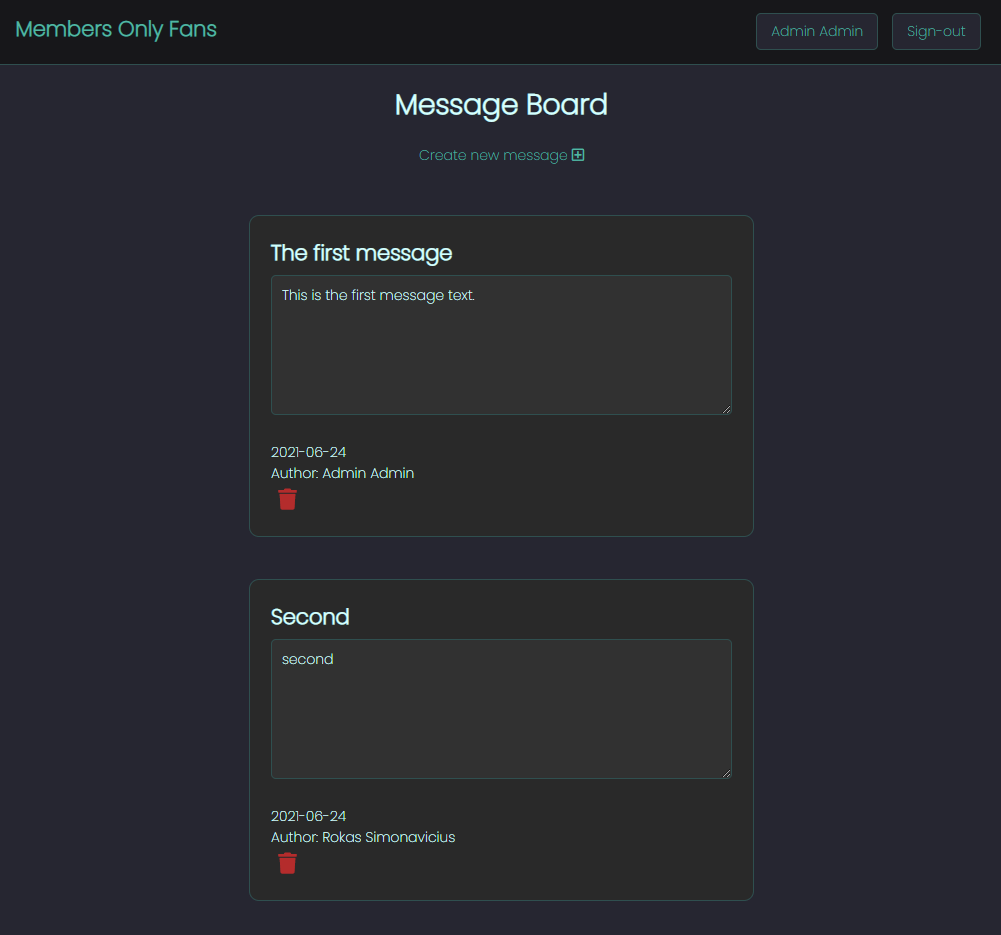 Members Only Fans
Admin Admin
Sign-out
Message Board
Create new message
The first message
This is the first message text.
2021-06-24
Author: Admin Admin
Second
second
2021-06-24
Author: Rokas Simonavicius